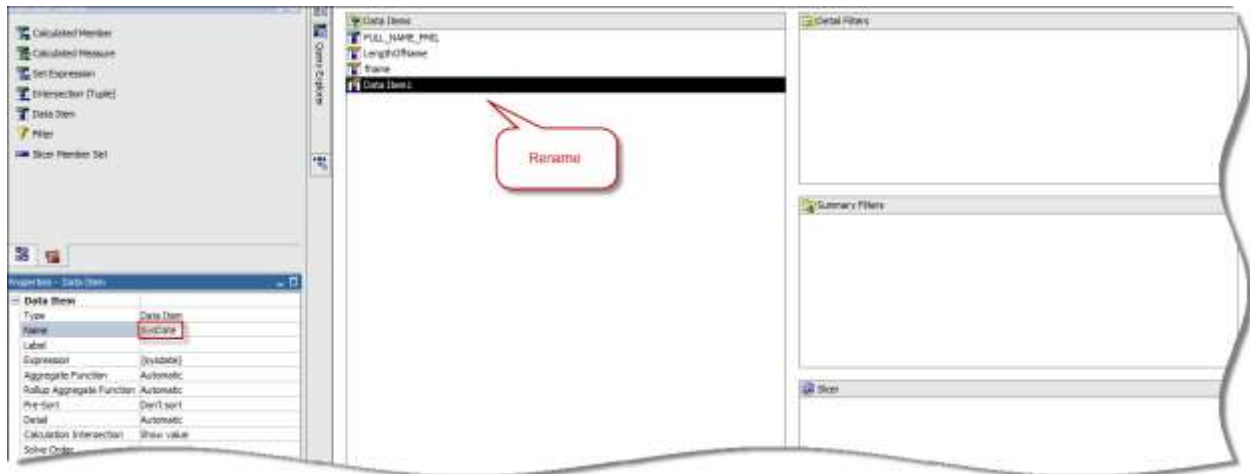 Calculated Member
Calculated Measure
Set Expression
Intersection (Tuple)
Data Item
Filter
Slicer Member Set
Query Explorer
Data Items
FULL_NAME_PMS
LengthOfName
fname
Data Item1
Rename
Detail Filters
Summary Filters
Slicer
Properties - Data Item
Data Item
Type Data Item
Name SysDate
Label
Expression {sysdate}
Aggregate Function Automatic
Rollup Aggregate Function Automatic
Pre-Sort Don't sort
Detail Automatic
Calculation Intersection Show value
Solve Order